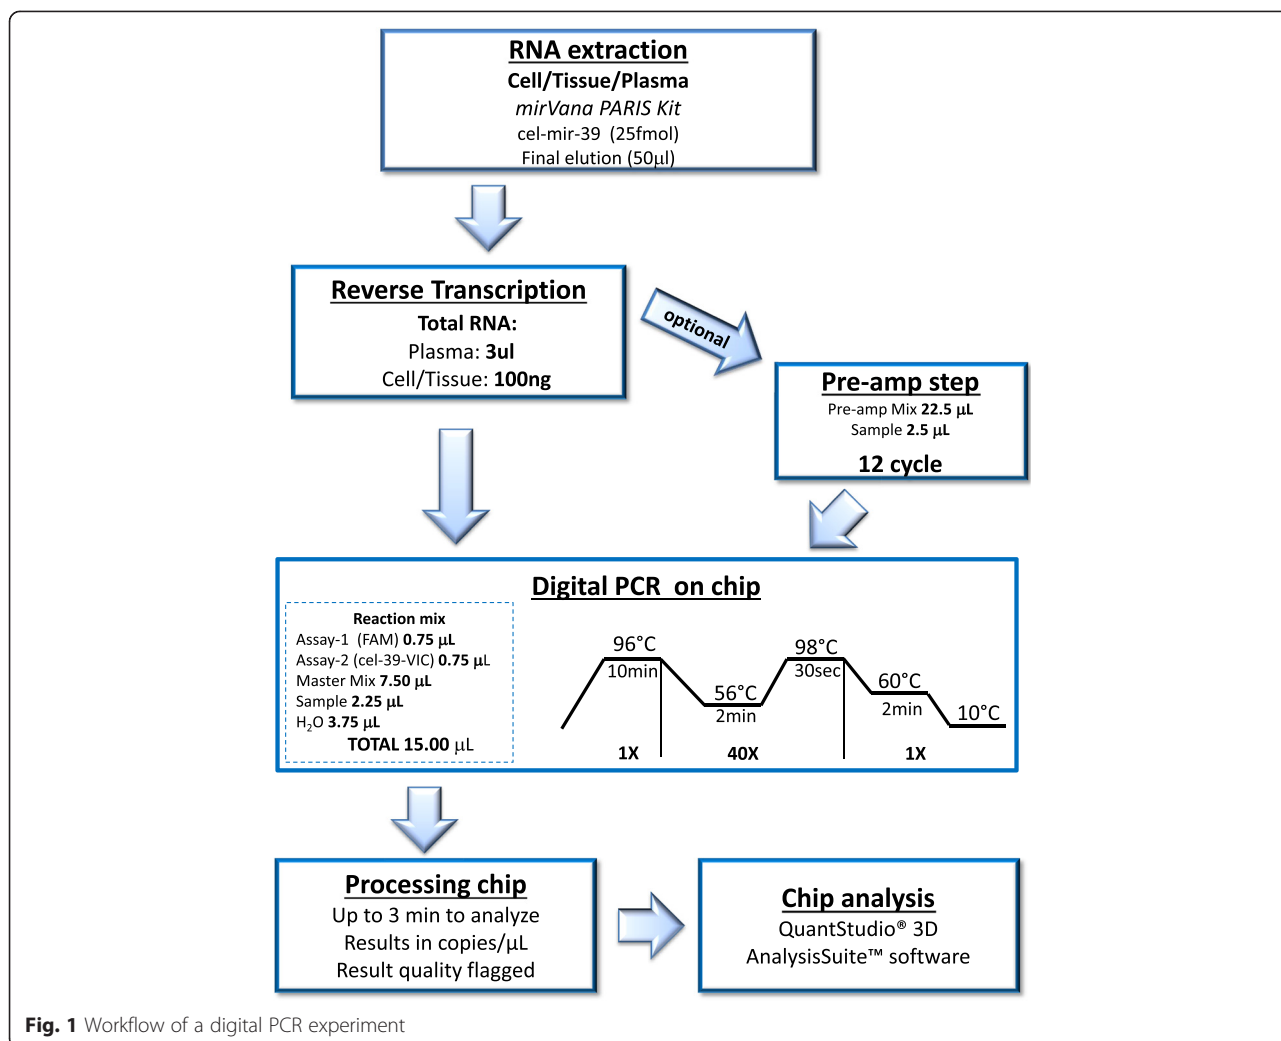 RNA extraction
Cell/Tissue/Plasma
mirVana PARIS Kit
cel-mir-39 (25fmol)
Final elution (50µl)
Reverse Transcription
Total RNA:
Plasma: 3ul
Cell/Tissue: 100ng
optional
Pre-amp step
Pre-amp Mix 22.5 µL
Sample 2.5 µL
12 cycle
Digital PCR on chip
Reaction mix
Assay-1 (FAM) 0.75 µL
Assay-2 (cel-39-VIC) 0.75 µL
Master Mix 7.50 µL
Sample 2.25 µL
H₂O 3.75 µL
TOTAL 15.00 µL
96°C
10min
56°C
2min
98°C
30sec
60°C
2min
10°C
1X
40X
1X
Processing chip
Up to 3 min to analyze
Results in copies/µL
Result quality flagged
Chip analysis
QuantStudio® 3D
AnalysisSuite™ software
Fig. 1 Workflow of a digital PCR experiment